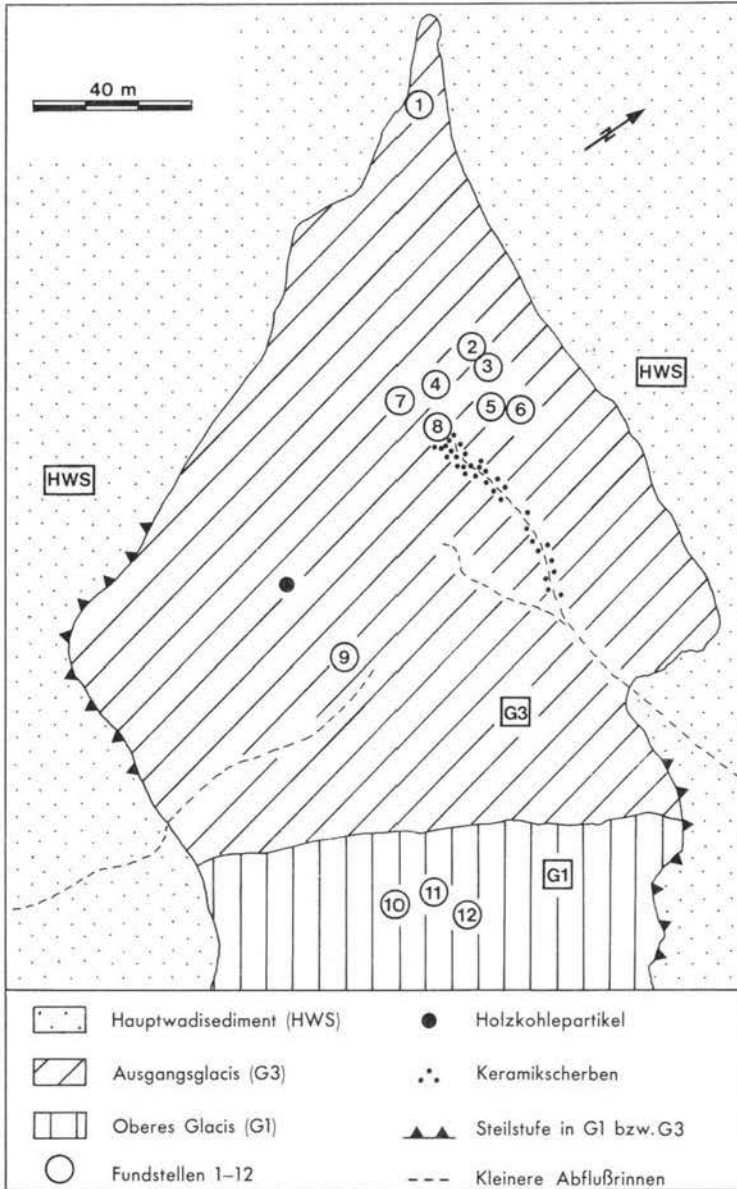 40 m
N
1
2
3
4
5
6
7
8
HWS
HWS
9
G3
G1
10
11
12
Hauptwadisediment (HWS)
Holzkohlepartikel
Ausgangsglacis (G3)
Keramikscherben
Oberes Glacis (G1)
Steilstufe in G1 bzw. G3
Fundstellen 1–12
Kleinere Abflußrinnen